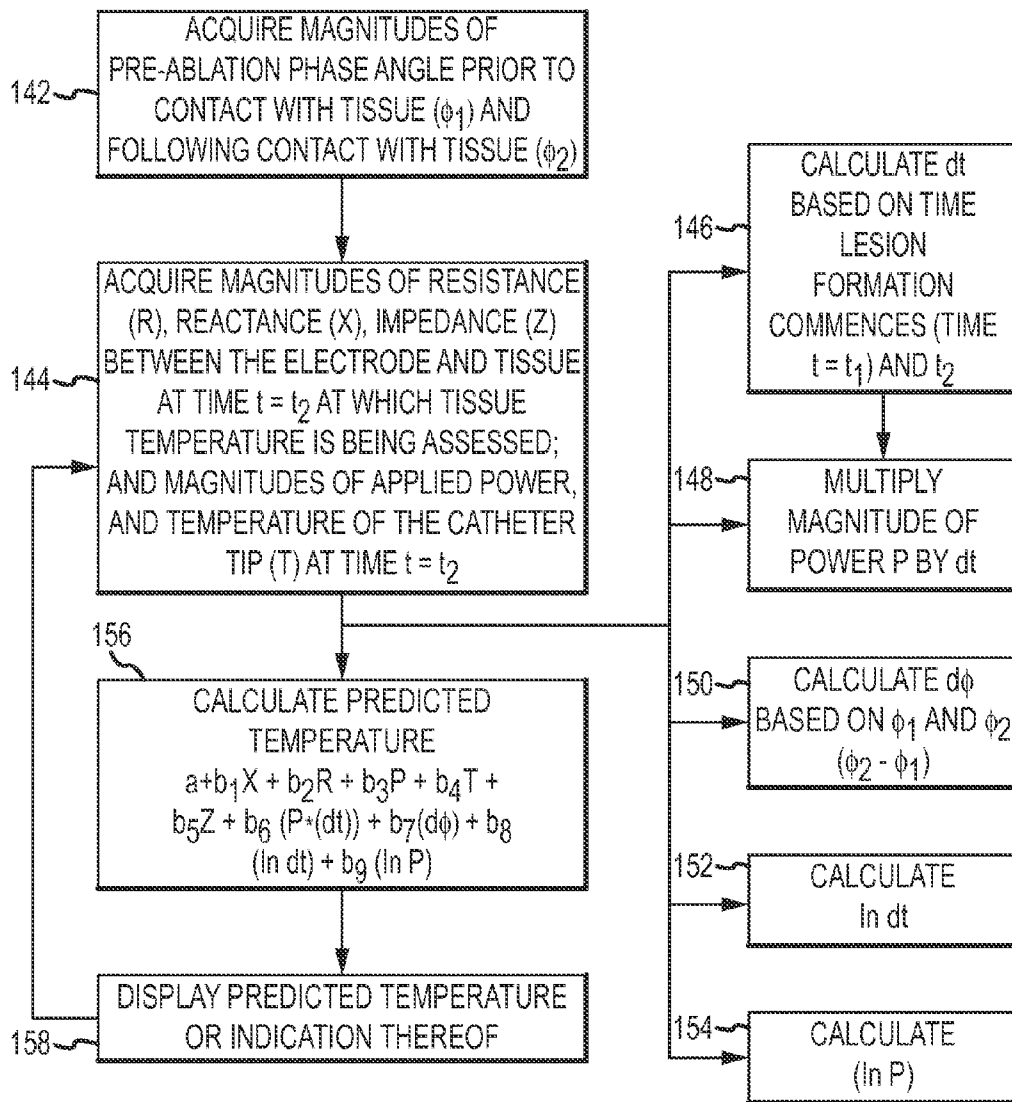 142
ACQUIRE MAGNITUDES OF
PRE-ABLATION PHASE ANGLE PRIOR TO
CONTACT WITH TISSUE (ϕ₁) AND
FOLLOWING CONTACT WITH TISSUE (ϕ₂)
144
ACQUIRE MAGNITUDES OF RESISTANCE
(R), REACTANCE (X), IMPEDANCE (Z)
BETWEEN THE ELECTRODE AND TISSUE
AT TIME t = t₂ AT WHICH TISSUE
TEMPERATURE IS BEING ASSESSED;
AND MAGNITUDES OF APPLIED POWER,
AND TEMPERATURE OF THE CATHETER
TIP (T) AT TIME t = t₂
146
CALCULATE dt
BASED ON TIME
LESION
FORMATION
COMMENCES (TIME
t = t₁) AND t₂
148
MULTIPLY
MAGNITUDE OF
POWER P BY dt
150
CALCULATE dϕ
BASED ON ϕ₁ AND ϕ₂
(ϕ₂ - ϕ₁)
152
CALCULATE
ln dt
154
CALCULATE
(ln P)
156
CALCULATE PREDICTED
TEMPERATURE
a+b₁X + b₂R + b₃P + b₄T +
b₅Z + b₆ (P*(dt)) + b₇(dϕ) + b₈
(ln dt) + b₉ (ln P)
158
DISPLAY PREDICTED TEMPERATURE
OR INDICATION THEREOF